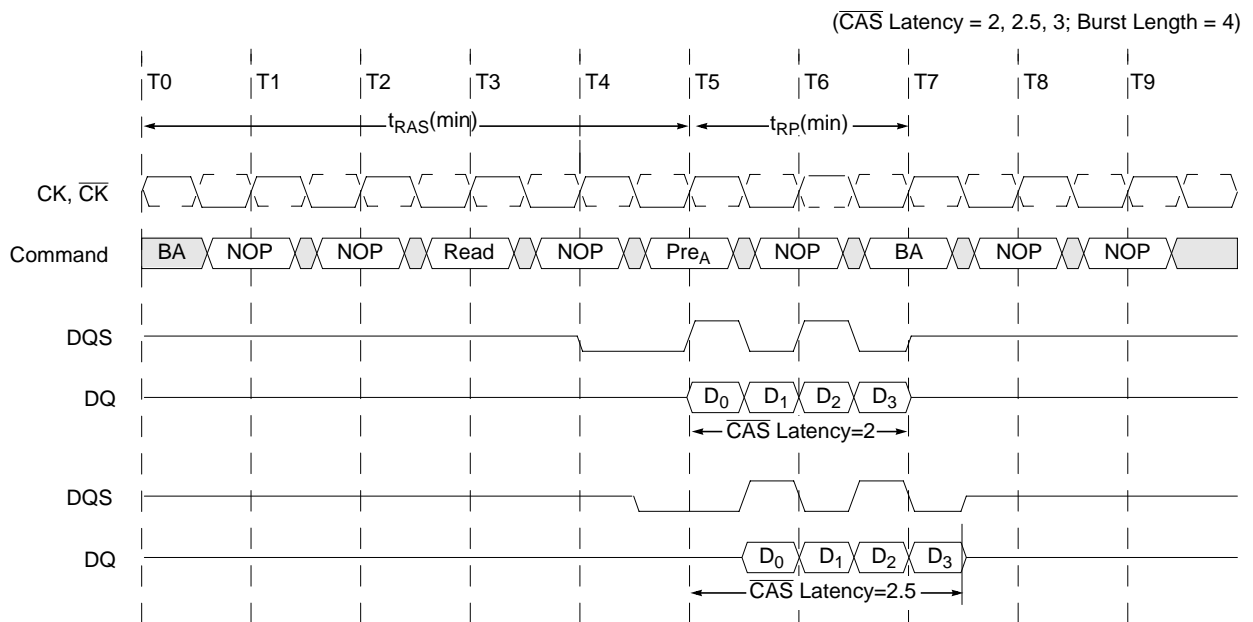 (CAS Latency = 2, 2.5, 3; Burst Length = 4)
T0 T1 T2 T3 T4 T5 T6 T7 T8 T9
tRAS(min) tRP(min)
CK, CK
Command BA NOP NOP Read NOP PreA NOP BA NOP NOP
DQS
DQ D0 D1 D2 D3
CAS Latency=2
DQS
DQ D0 D1 D2 D3
CAS Latency=2.5